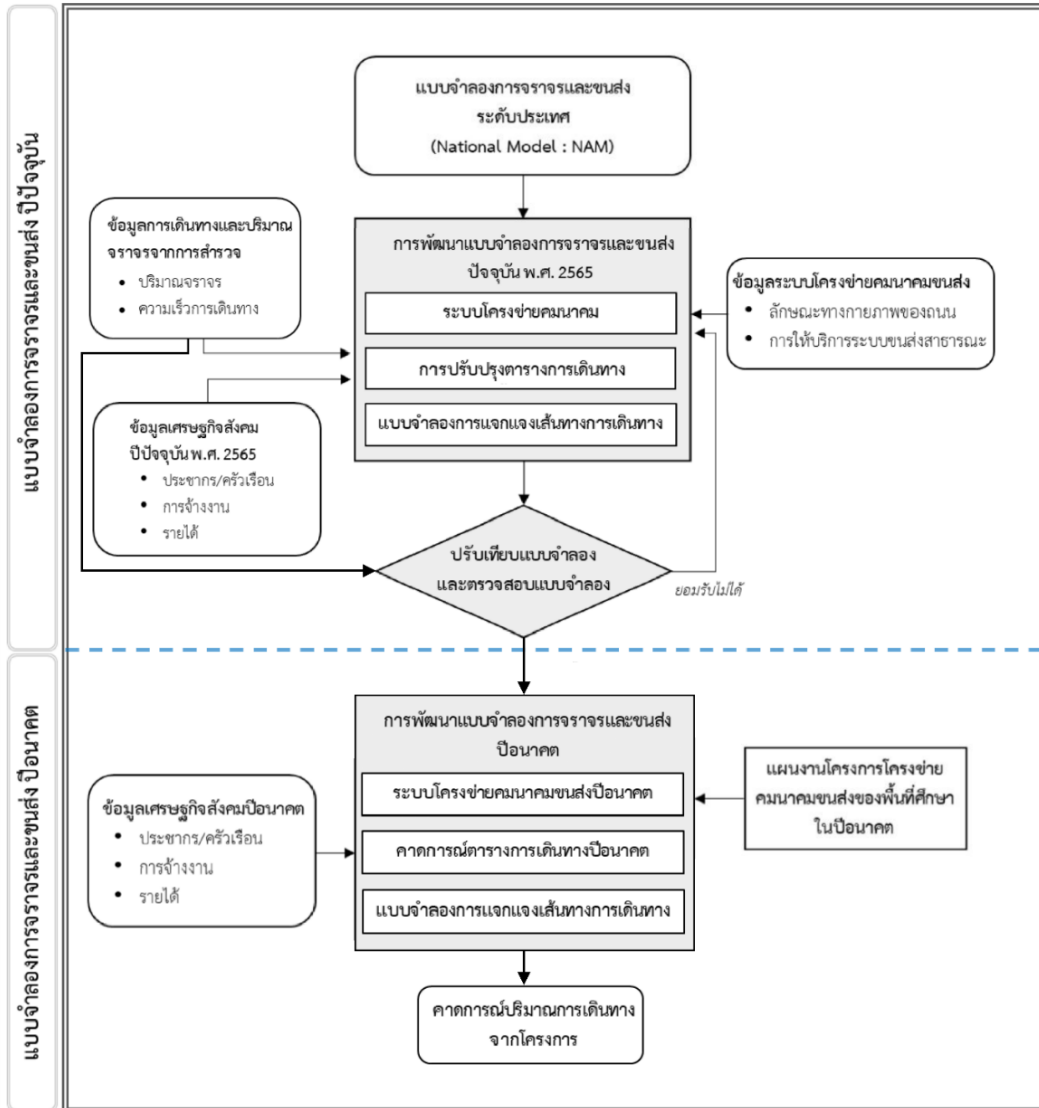 แบบจำลองการจราจรและขนส่ง ปีปัจจุบัน
แบบจำลองการจราจรและขนส่ง
ระดับประเทศ
(National Model : NAM)
ข้อมูลการเดินทางและปริมาณ
จราจรจากการสำรวจ
• ปริมาณจราจร
• ความเร็วการเดินทาง
การพัฒนาแบบจำลองการจราจรและขนส่ง
ปัจจุบัน พ.ศ. 2565
ระบบโครงข่ายคมนาคม
การปรับปรุงตารางการเดินทาง
แบบจำลองการแจกแจงเส้นทางการเดินทาง
ข้อมูลระบบโครงข่ายคมนาคมขนส่ง
• ลักษณะทางกายภาพของถนน
• การให้บริการระบบขนส่งสาธารณะ
ข้อมูลเศรษฐกิจสังคม
ปีปัจจุบัน พ.ศ. 2565
• ประชากร/ครัวเรือน
• การจ้างงาน
• รายได้
ปรับเทียบแบบจำลอง
และตรวจสอบแบบจำลอง
ยอมรับไม่ได้
แบบจำลองการจราจรและขนส่ง ปีอนาคต
การพัฒนาแบบจำลองการจราจรและขนส่ง
ปีอนาคต
ระบบโครงข่ายคมนาคมขนส่งปีอนาคต
คาดการณ์ตารางการเดินทางปีอนาคต
แบบจำลองการแจกแจงเส้นทางการเดินทาง
ข้อมูลเศรษฐกิจสังคมปีอนาคต
• ประชากร/ครัวเรือน
• การจ้างงาน
• รายได้
แผนงานโครงการโครงข่าย
คมนาคมขนส่งของพื้นที่ศึกษา
ในปีอนาคต
คาดการณ์ปริมาณการเดินทาง
จากโครงการ